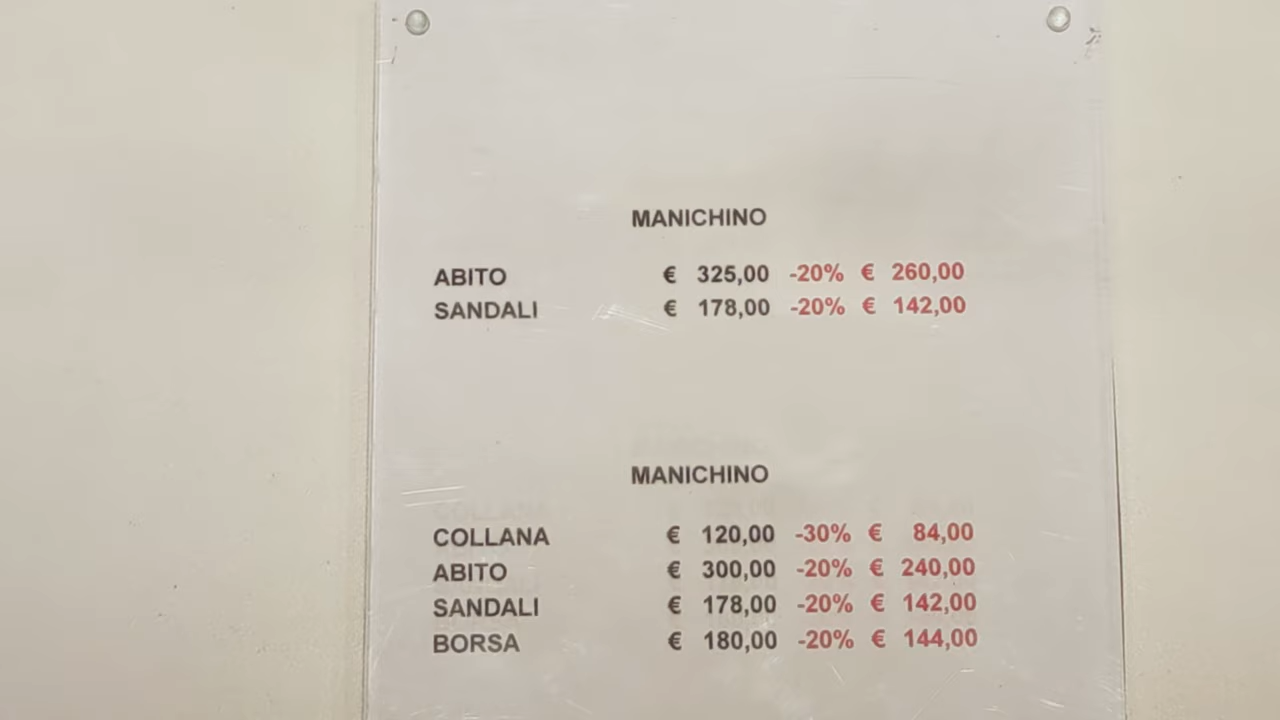 MANICHINO
ABITO € 325,00 -20% € 260,00
SANDALI € 178,00 -20% € 142,00
MANICHINO
COLLANA € 120,00 -30% € 84,00
ABITO € 300,00 -20% € 240,00
SANDALI € 178,00 -20% € 142,00
BORSA € 180,00 -20% € 144,00